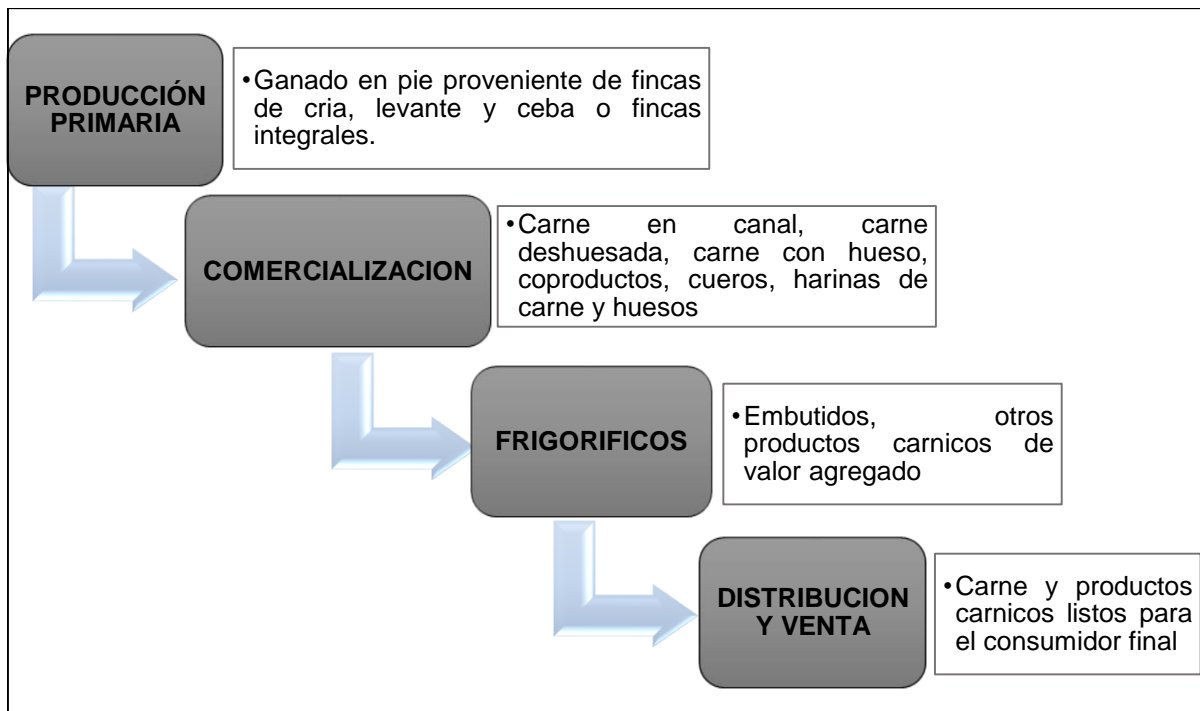 PRODUCCIÓN
PRIMARIA
•Ganado en pie proveniente de fincas
de cria, levante y ceba o fincas
integrales.
COMERCIALIZACION
•Carne en canal, carne
deshuesada, carne con hueso,
coproductos, cueros, harinas de
carne y huesos
FRIGORIFICOS
•Embutidos, otros
productos carnicos de
valor agregado
DISTRIBUCION
Y VENTA
•Carne y productos
carnicos listos para
el consumidor final